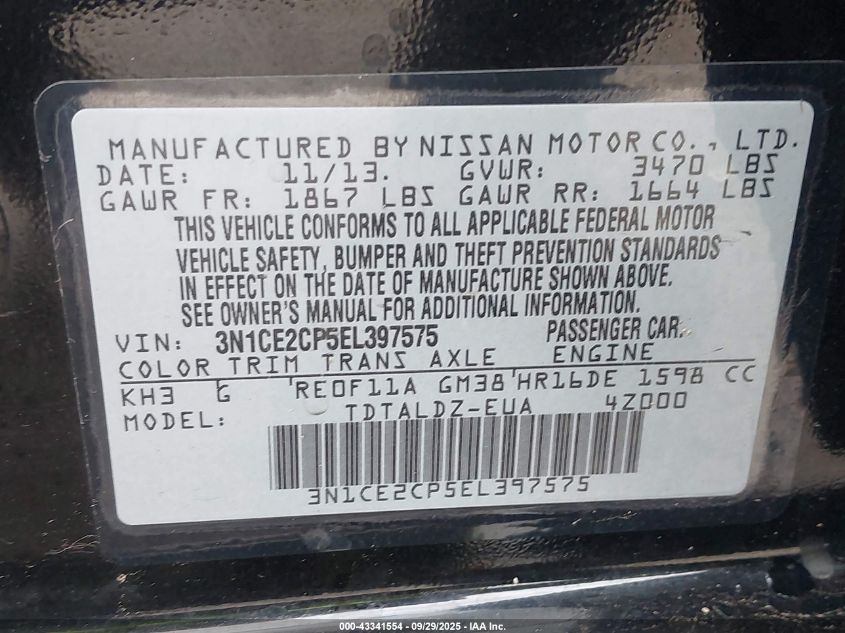 MANUFACTURED BY NISSAN MOTOR CO., LTD.
DATE: 11/13. GVWR: 3470 LBS
GAWR FR: 1867 LBS GAWR RR: 1664 LBS
THIS VEHICLE CONFORMS TO ALL APPLICABLE FEDERAL MOTOR
VEHICLE SAFETY, BUMPER AND THEFT PREVENTION STANDARDS
IN EFFECT ON THE DATE OF MANUFACTURE SHOWN ABOVE.
SEE OWNER'S MANUAL FOR ADDITIONAL INFORMATION.
VIN: 3N1CE2CP5EL397575 PASSENGER CAR
COLOR TRIM TRANS AXLE ENGINE
KH3 G RE0F11A GM38 HR16DE 1598 CC
MODEL: TDTALDZ-EUA 4Z000
3N1CE2CP5EL397575
000-43341554 - 09/29/2025 - IAA Inc.